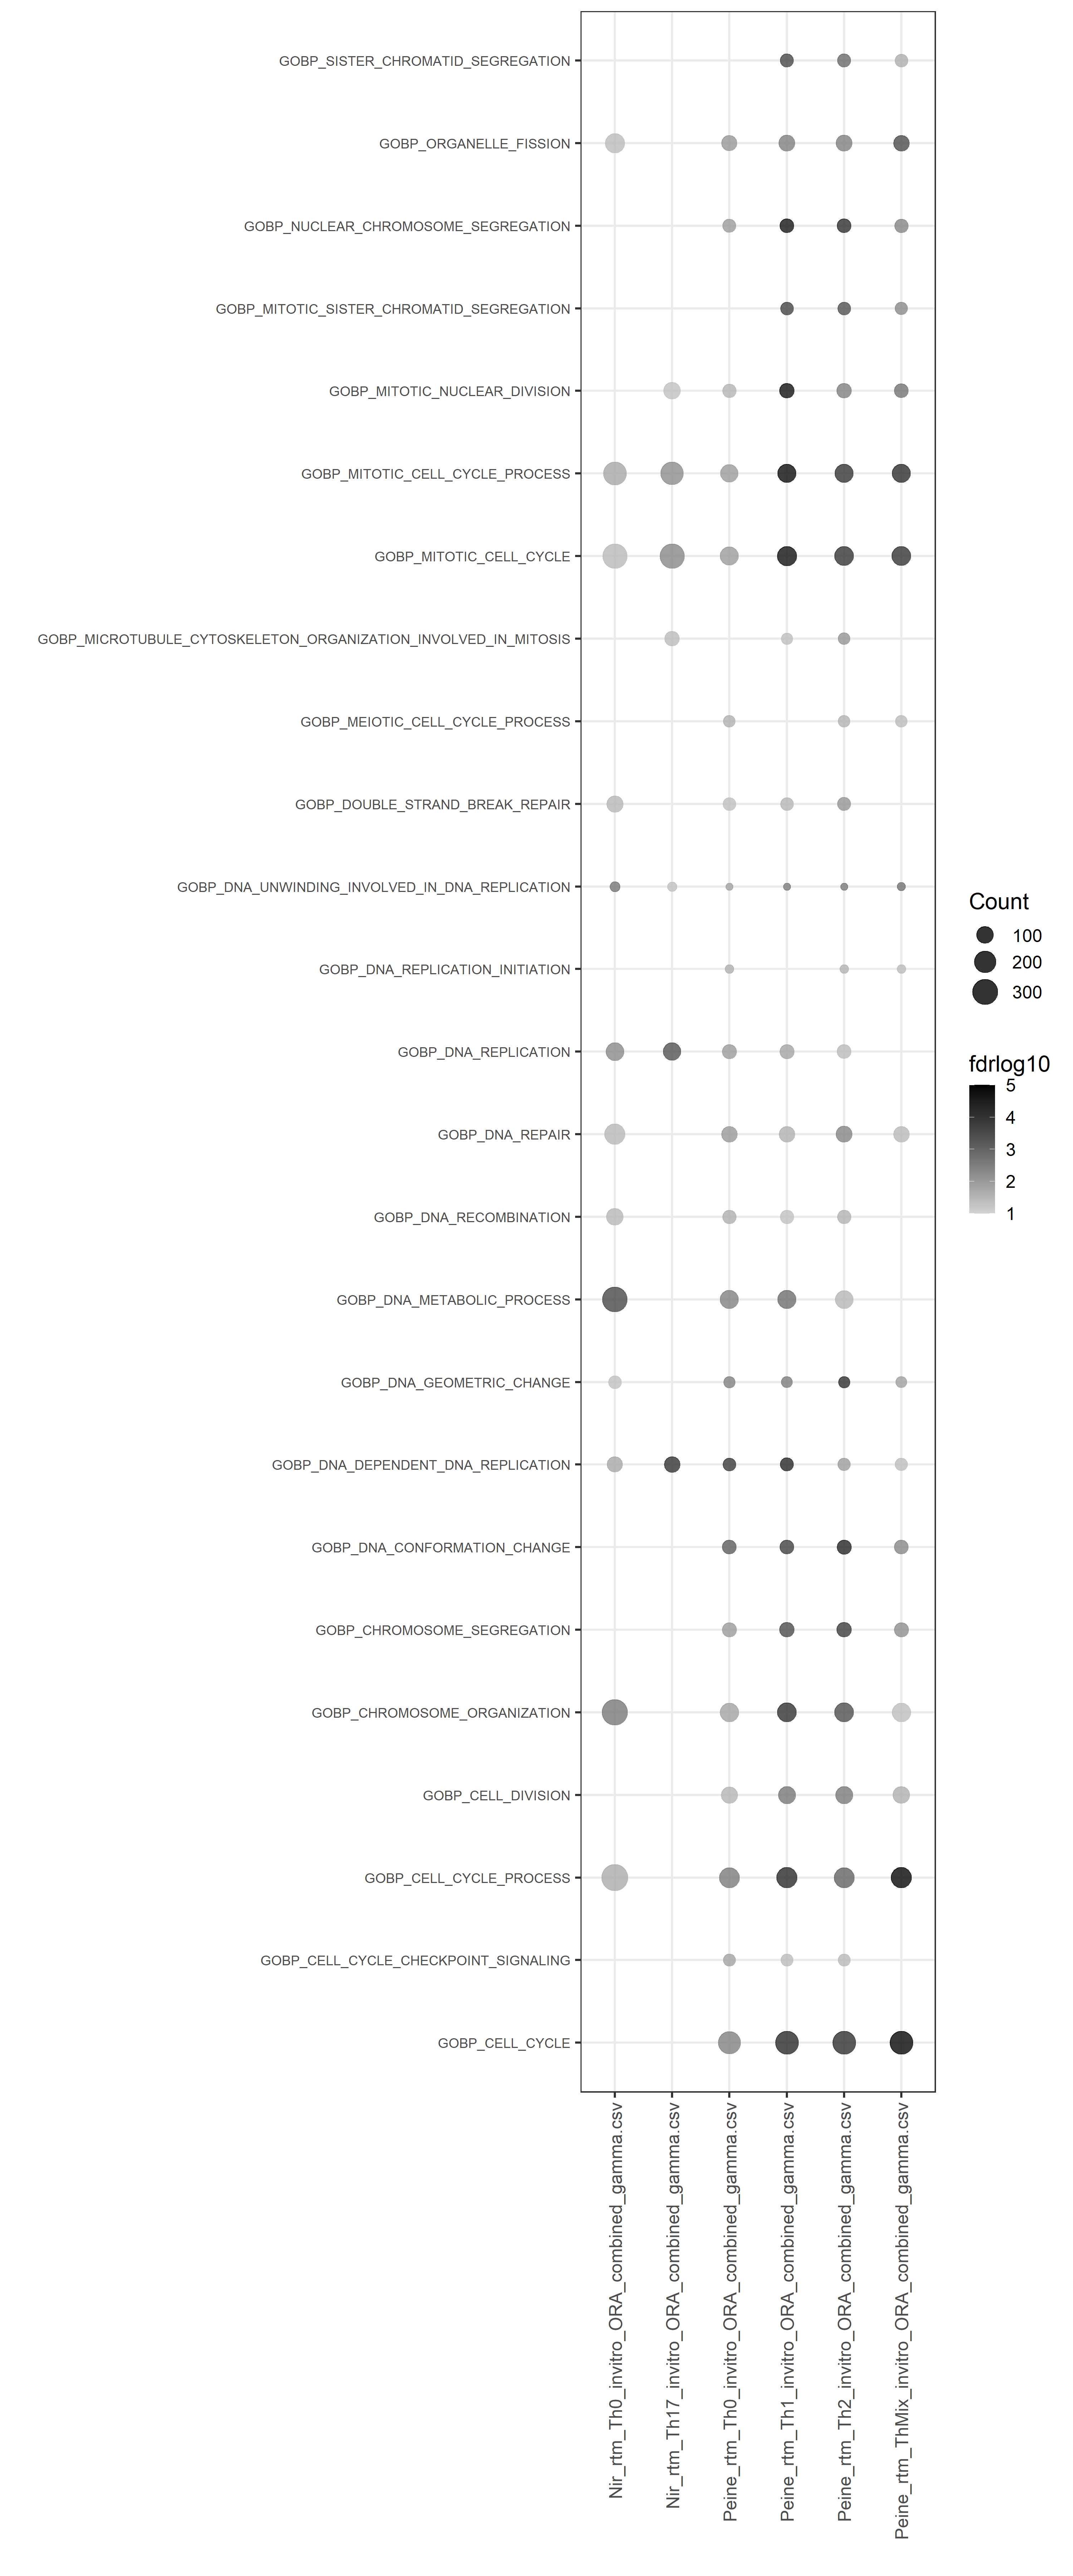 GOBP_SISTER_CHROMATID_SEGREGATION
GOBP_ORGANELLE_FISSION
GOBP_NUCLEAR_CHROMOSOME_SEGREGATION
GOBP_MITOTIC_SISTER_CHROMATID_SEGREGATION
GOBP_MITOTIC_NUCLEAR_DIVISION
GOBP_MITOTIC_CELL_CYCLE_PROCESS
GOBP_MITOTIC_CELL_CYCLE
GOBP_MICROTUBULE_CYTOSKELETON_ORGANIZATION_INVOLVED_IN_MITOSIS
GOBP_MEIOTIC_CELL_CYCLE_PROCESS
GOBP_DOUBLE_STRAND_BREAK_REPAIR
GOBP_DNA_UNWINDING_INVOLVED_IN_DNA_REPLICATION
GOBP_DNA_REPLICATION_INITIATION
GOBP_DNA_REPLICATION
GOBP_DNA_REPAIR
GOBP_DNA_RECOMBINATION
GOBP_DNA_METABOLIC_PROCESS
GOBP_DNA_GEOMETRIC_CHANGE
GOBP_DNA_DEPENDENT_DNA_REPLICATION
GOBP_DNA_CONFORMATION_CHANGE
GOBP_CHROMOSOME_SEGREGATION
GOBP_CHROMOSOME_ORGANIZATION
GOBP_CELL_DIVISION
GOBP_CELL_CYCLE_PROCESS
GOBP_CELL_CYCLE_CHECKPOINT_SIGNALING
GOBP_CELL_CYCLE
Nir_rtm_Th0_invitro_ORA_combined_gamma.csv
Nir_rtm_Th17_invitro_ORA_combined_gamma.csv
Peine_rtm_Th0_invitro_ORA_combined_gamma.csv
Peine_rtm_Th1_invitro_ORA_combined_gamma.csv
Peine_rtm_Th2_invitro_ORA_combined_gamma.csv
Peine_rtm_ThMix_invitro_ORA_combined_gamma.csv
Count
100
200
300
fdrlog10
5
4
3
2
1